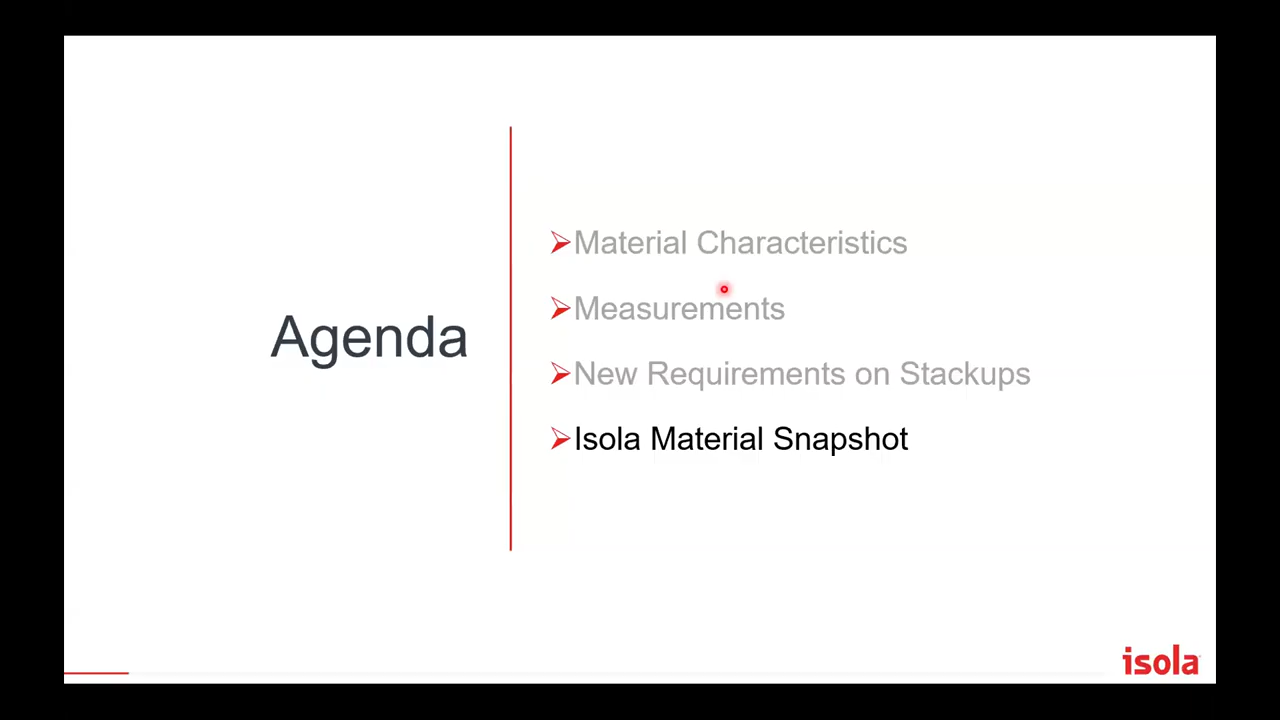 Agenda
Material Characteristics
Measurements
New Requirements on Stackups
Isola Material Snapshot
isola